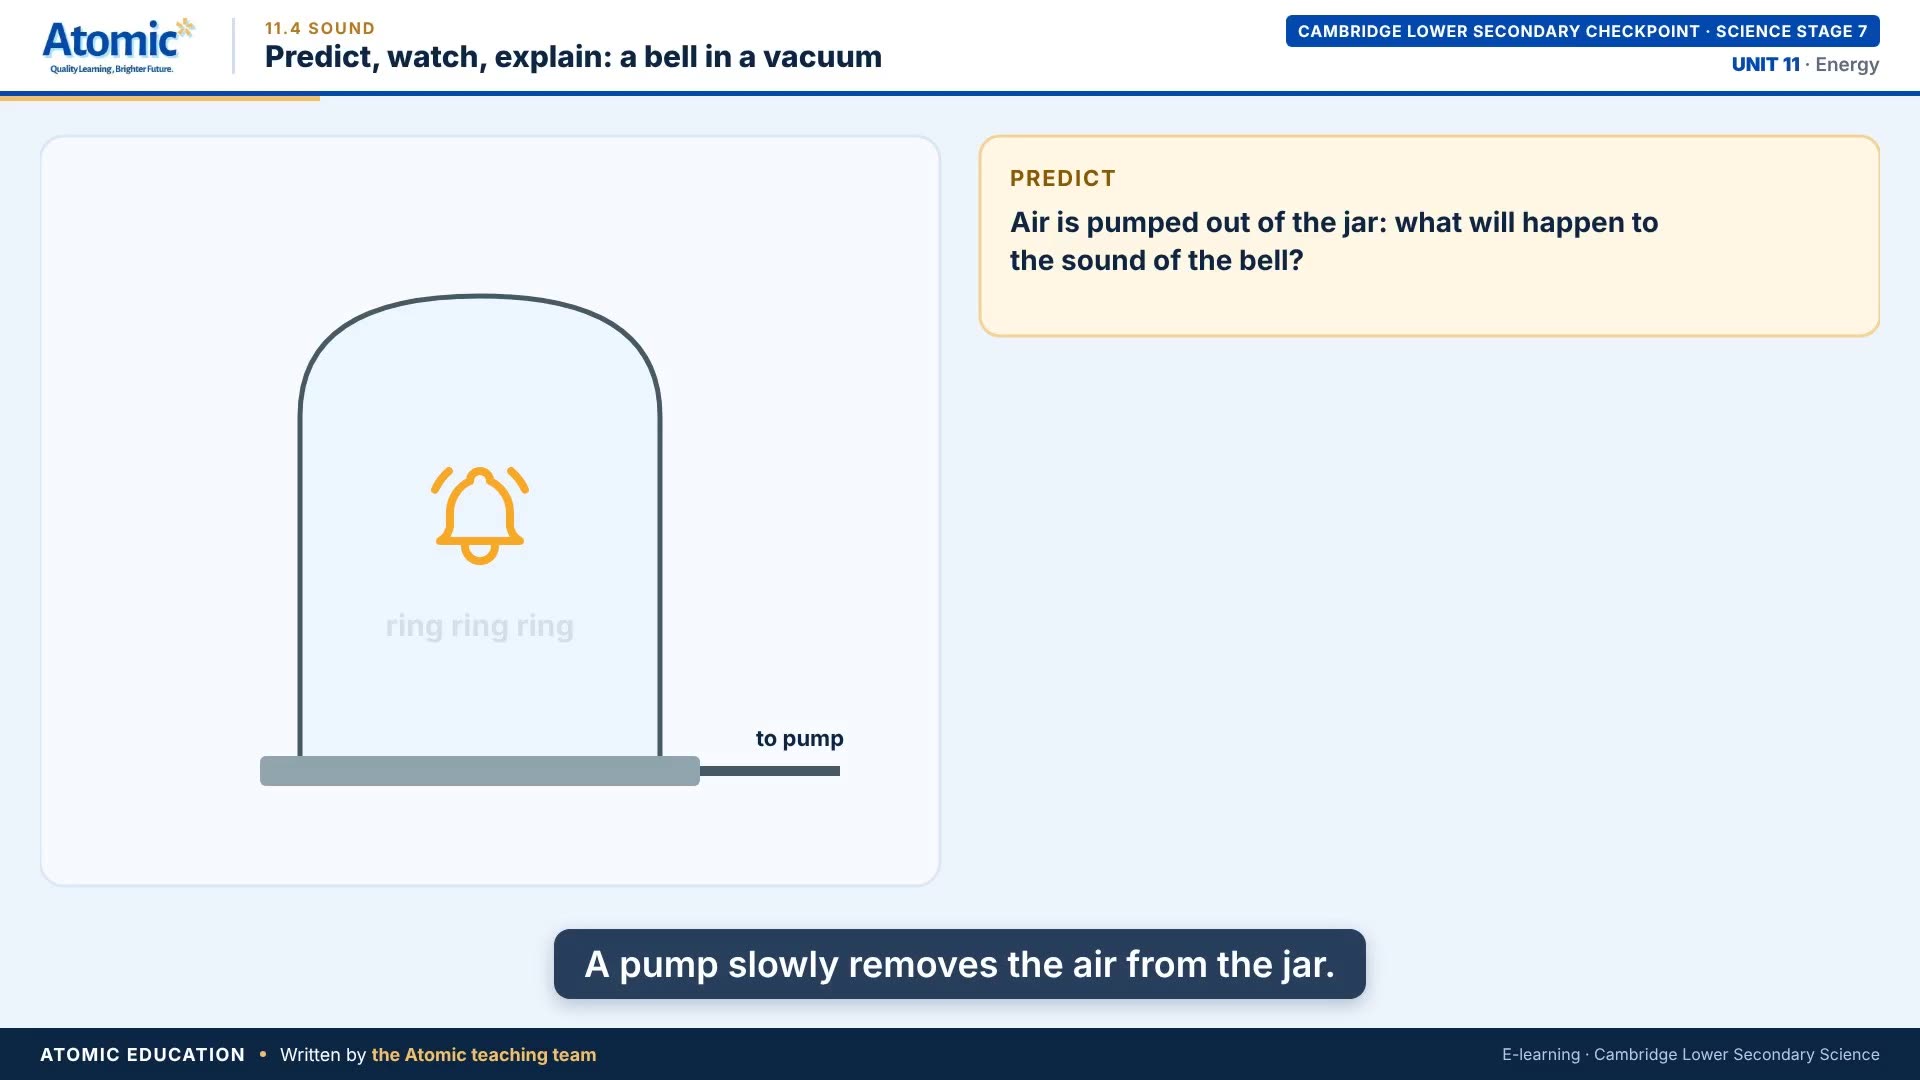 Atomic
Quality Learning, Brighter Future.
11.4 SOUND
Predict, watch, explain: a bell in a vacuum
CAMBRIDGE LOWER SECONDARY CHECKPOINT · SCIENCE STAGE 7
UNIT 11 · Energy
PREDICT
Air is pumped out of the jar: what will happen to
the sound of the bell?
ring ring ring
to pump
A pump slowly removes the air from the jar.
ATOMIC EDUCATION • Written by the Atomic teaching team
E-learning · Cambridge Lower Secondary Science